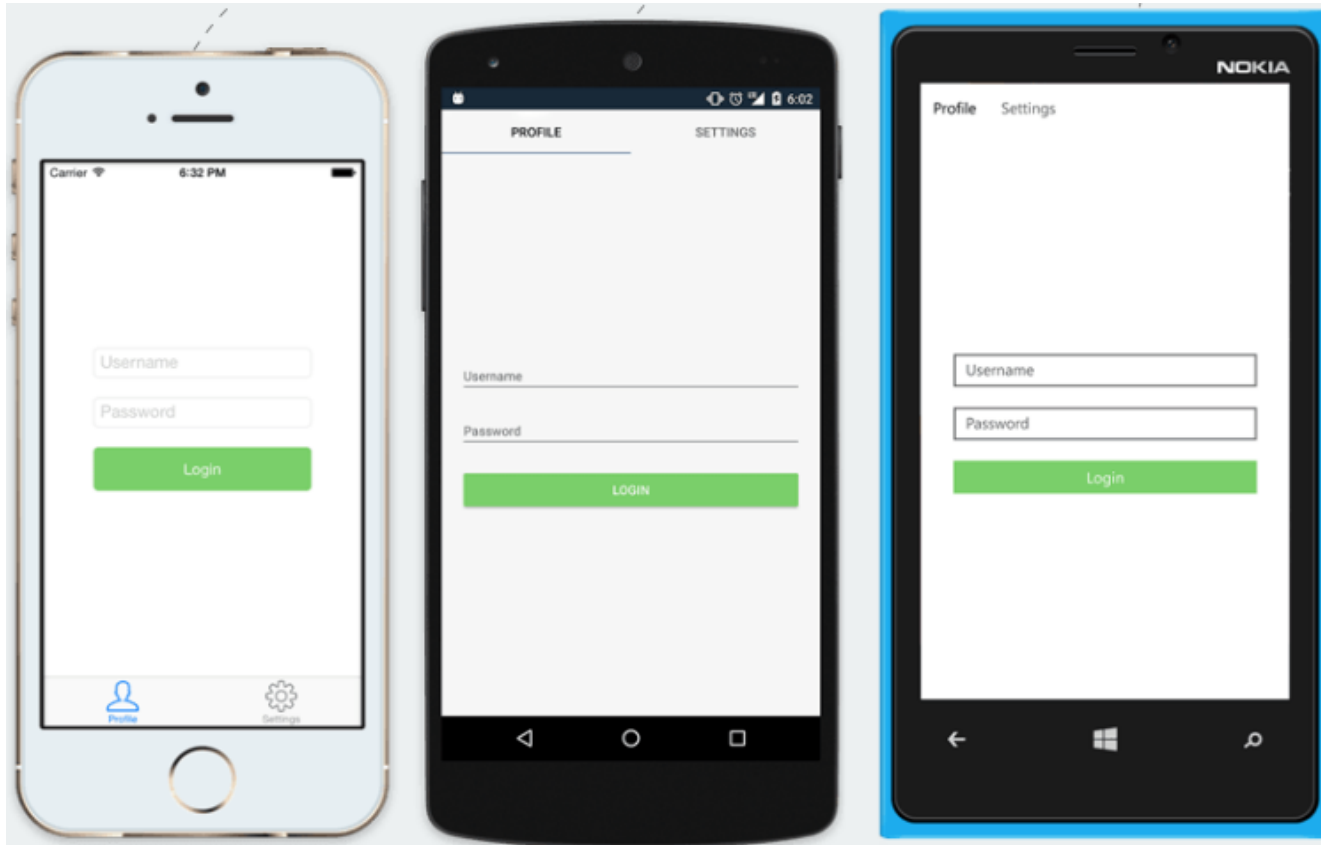 Carrier 6:32 PM
Username
Password
Login
Profile Settings
6:02
PROFILE SETTINGS
Username
Password
LOGIN
NOKIA
Profile Settings
Username
Password
Login